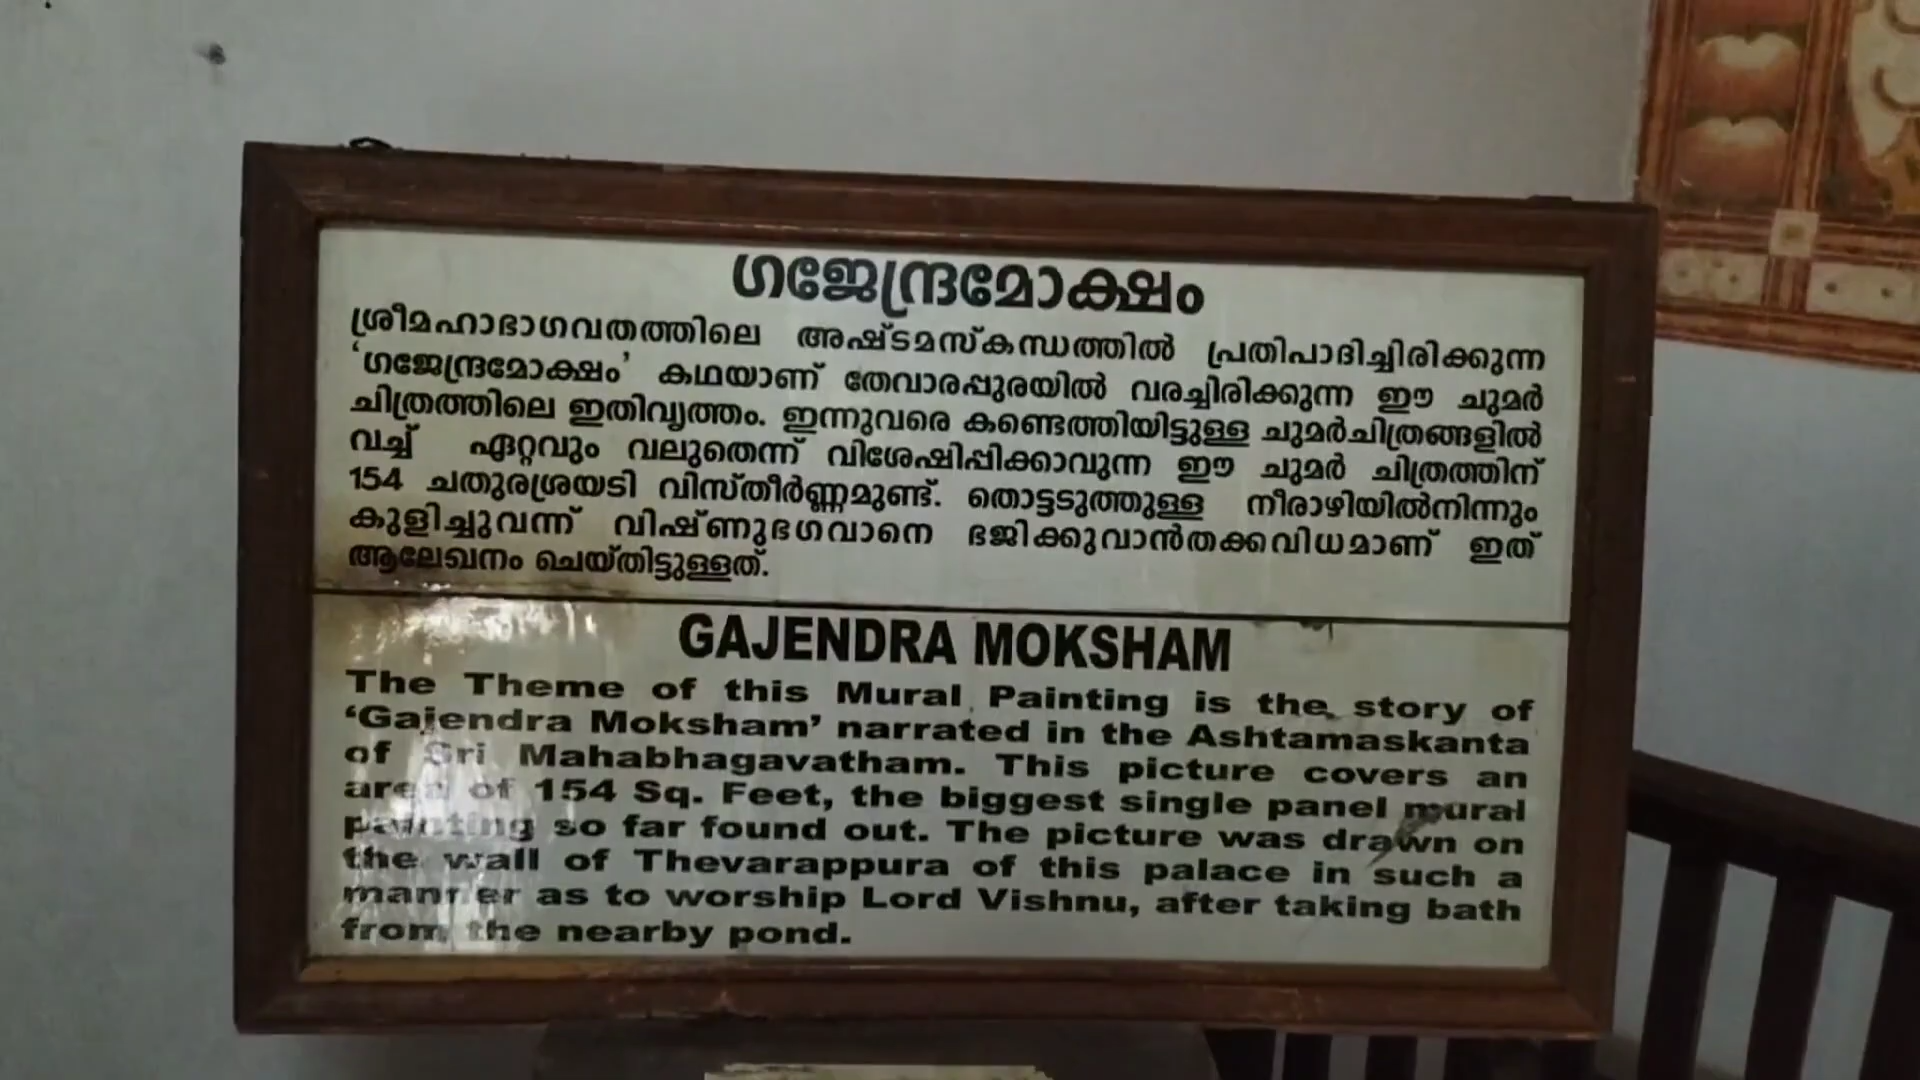 ഗജേന്ദ്രമോക്ഷം
ശ്രീമഹാഭാഗവതത്തിലെ അഷ്ടമസ്കന്ധത്തിൽ പ്രതിപാദിച്ചിരിക്കുന്ന
‘ഗജേന്ദ്രമോക്ഷം’ കഥയാണ് തേവാരപ്പുരയിൽ വരച്ചിരിക്കുന്ന ഈ ചുമർ
ചിത്രത്തിലെ ഇതിവൃത്തം. ഇന്നുവരെ കണ്ടെത്തിയിട്ടുള്ള ചുമർചിത്രങ്ങളിൽ
വച്ച് ഏറ്റവും വലുതെന്ന് വിശേഷിപ്പിക്കാവുന്ന ഈ ചുമർ ചിത്രത്തിന്
154 ചതുരശ്രയടി വിസ്തീർണ്ണമുണ്ട്. തൊട്ടടുത്തുള്ള നീരാഴിയിൽനിന്നും
കുളിച്ചുവന്ന് വിഷ്ണുഭഗവാനെ ഭജിക്കുവാൻതക്കവിധമാണ് ഇത്
ആലേഖനം ചെയ്തിട്ടുള്ളത്.
GAJENDRA MOKSHAM
The Theme of this Mural Painting is the story of
‘Gajendra Moksham’ narrated in the Ashtamaskanta
of Sri Mahabhagavatham. This picture covers an
area of 154 Sq. Feet, the biggest single panel mural
painting so far found out. The picture was drawn on
the wall of Thevarappura of this palace in such a
manner as to worship Lord Vishnu, after taking bath
from the nearby pond.